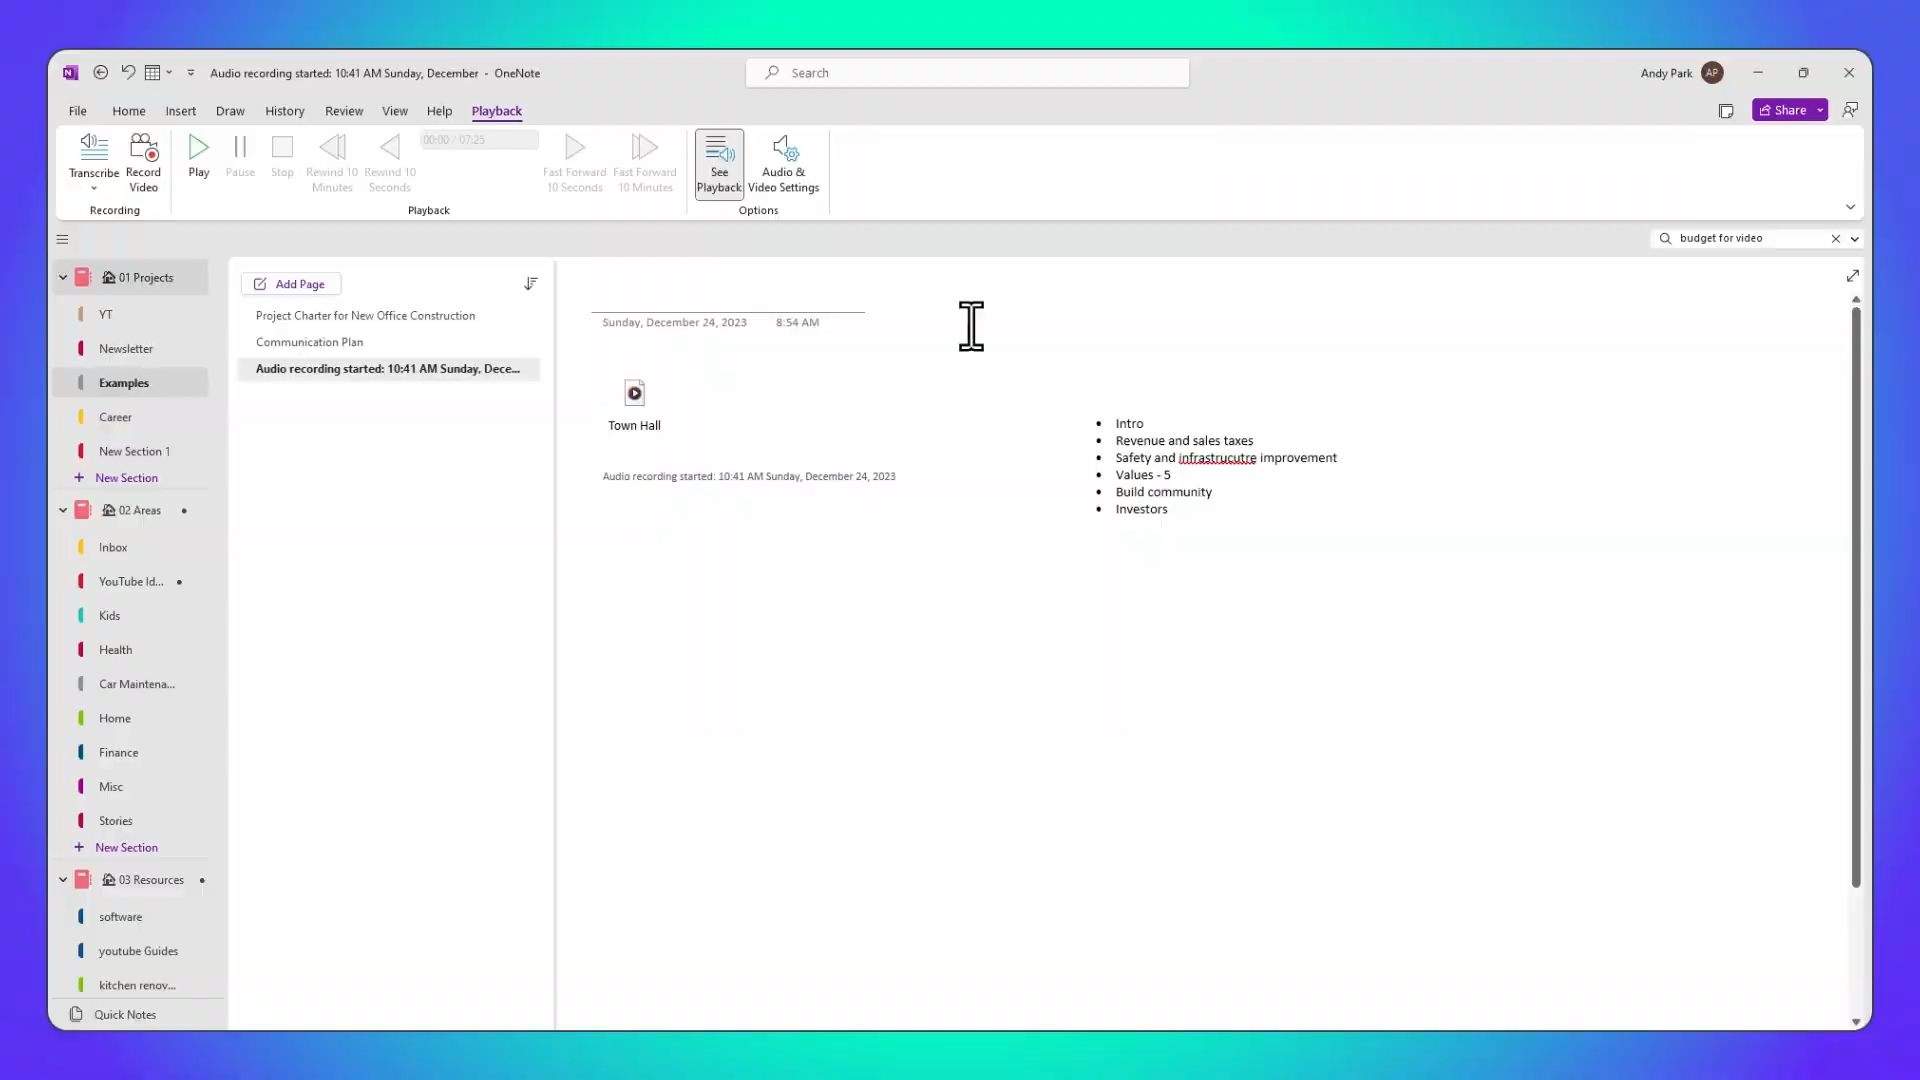 Audio recording started: 10:41 AM Sunday, December - OneNote
Search
Andy Park AP
File Home Insert Draw History Review View Help Playback
Share
Transcribe
Record Video
Recording
Play
Pause
Stop
Rewind 10 Minutes
Rewind 10 Seconds
00:00 / 07:25
Fast Forward 10 Seconds
Fast Forward 10 Minutes
Playback
See Playback
Audio & Video Settings
Options
budget for video
01 Projects
YT
Newsletter
Examples
Career
New Section 1
+ New Section
02 Areas
Inbox
YouTube Id...
Kids
Health
Car Maintena...
Home
Finance
Misc
Stories
+ New Section
03 Resources
software
youtube Guides
kitchen renov...
Quick Notes
Add Page
Project Charter for New Office Construction
Communication Plan
Audio recording started: 10:41 AM Sunday, Dece...
Sunday, December 24, 2023 8:54 AM
Town Hall
Audio recording started: 10:41 AM Sunday, December 24, 2023
• Intro
• Revenue and sales taxes
• Safety and infrastrucutre improvement
• Values - 5
• Build community
• Investors